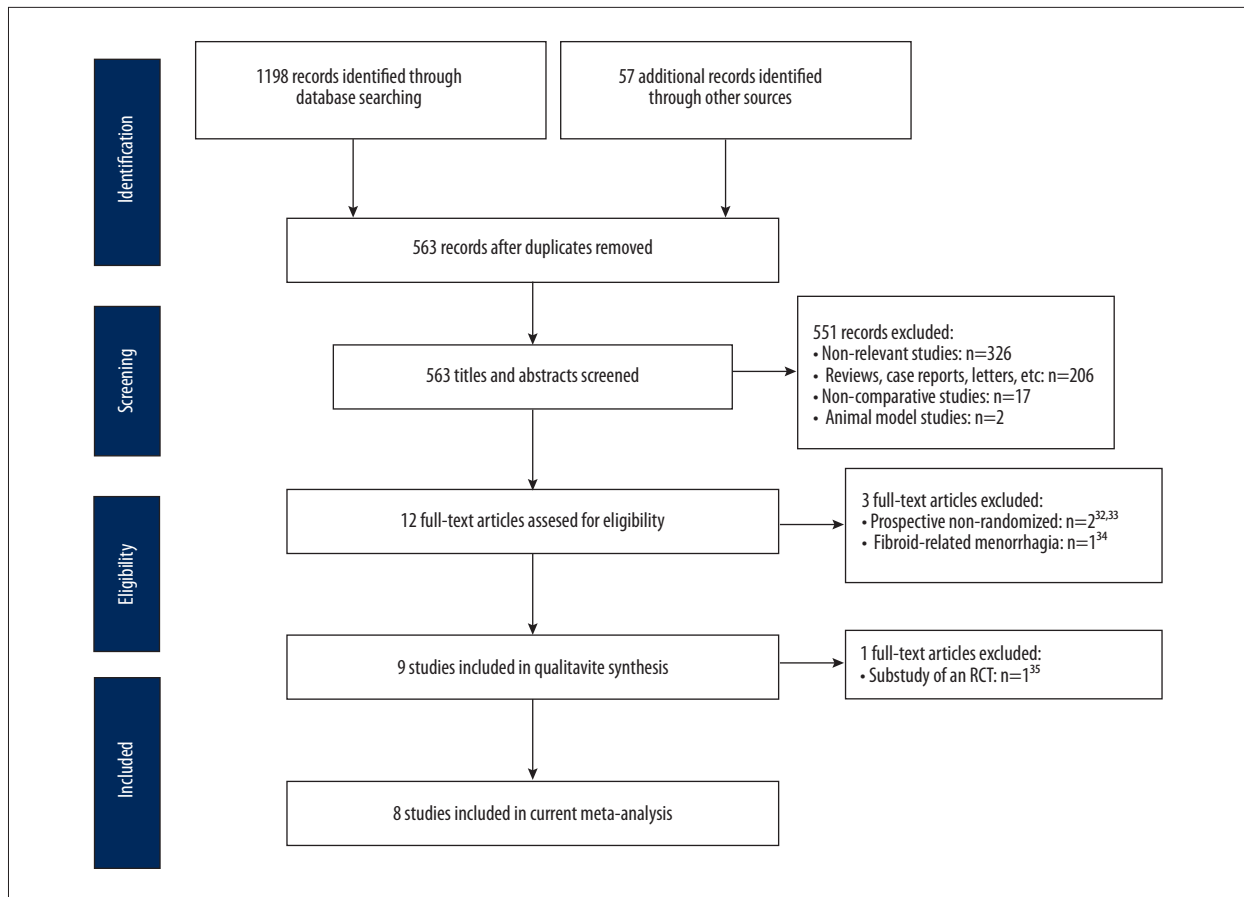 Identification
1198 records identified through
database searching
57 additional records identified
through other sources
563 records after duplicates removed
Screening
563 titles and abstracts screened
551 records excluded:
• Non-relevant studies: n=326
• Reviews, case reports, letters, etc: n=206
• Non-comparative studies: n=17
• Animal model studies: n=2
Eligibility
12 full-text articles assesed for eligibility
3 full-text articles excluded:
• Prospective non-randomized: n=2³²,³³
• Fibroid-related menorrhagia: n=1³⁴
9 studies included in qualitavite synthesis
1 full-text articles excluded:
• Substudy of an RCT: n=1³⁵
Included
8 studies included in current meta-analysis